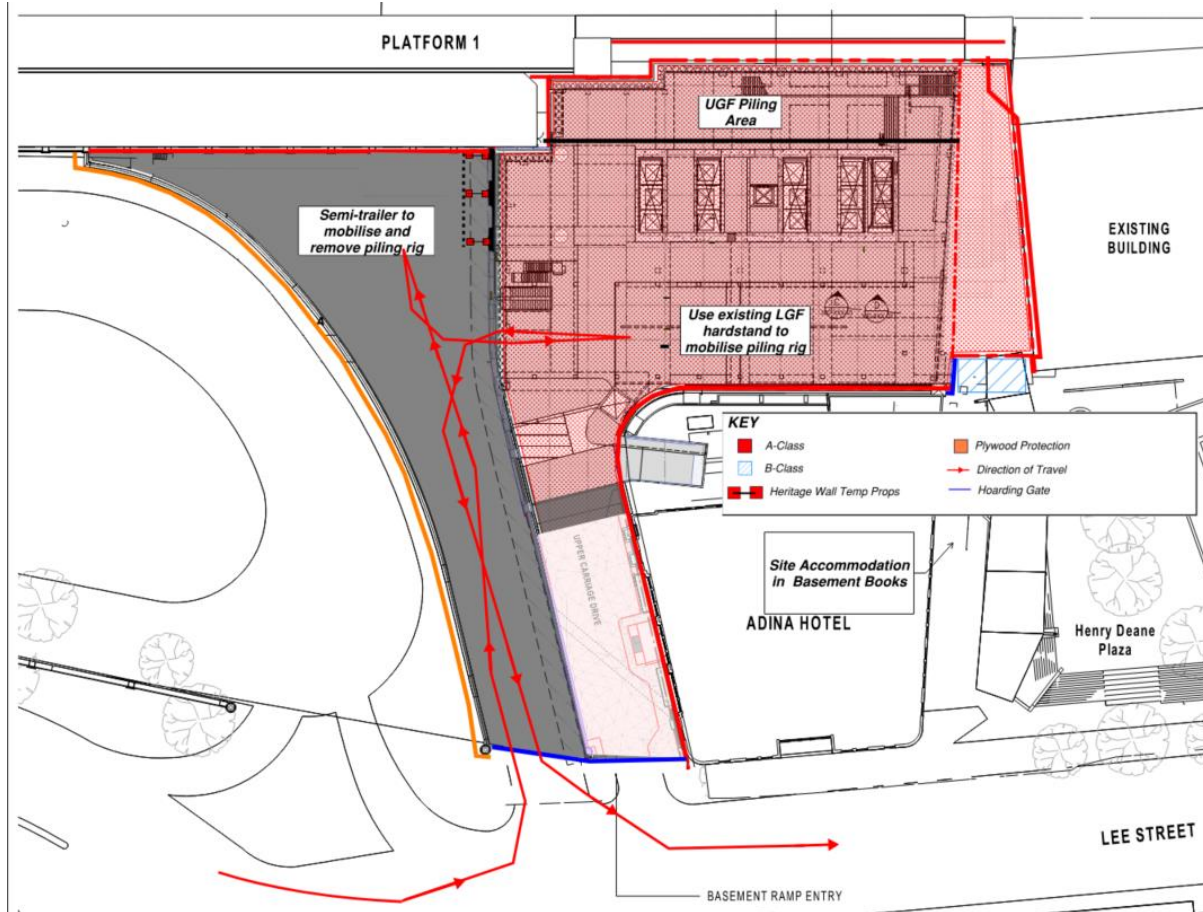 PLATFORM 1
UGF Piling
Area
Semi-trailer to
mobilise and
remove piling rig
EXISTING
BUILDING
Use existing LGF
hardstand to
mobilise piling rig
KEY
A-Class
B-Class
Heritage Wall Temp Props
Plywood Protection
Direction of Travel
Hoarding Gate
UPPER CARRIAGE DRIVE
Site Accommodation
in Basement Books
ADINA HOTEL
Henry Deane
Plaza
LEE STREET
BASEMENT RAMP ENTRY